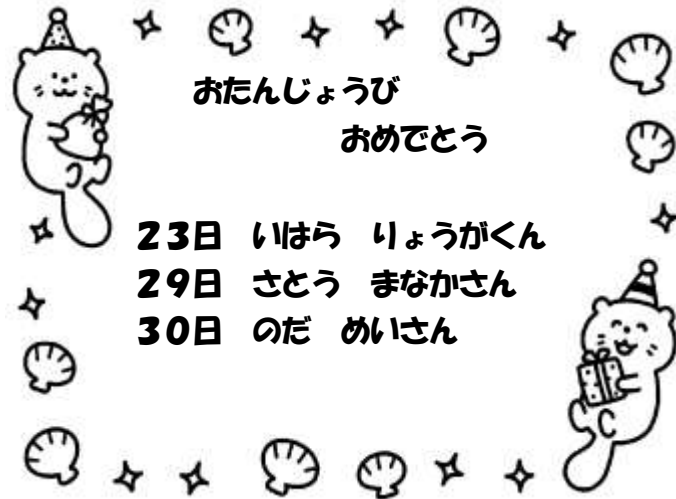 おたんじょうび
おめでとう
２３日　いはら　りょうがくん
２９日　さとう　まなかさん
３０日　のだ　めいさん